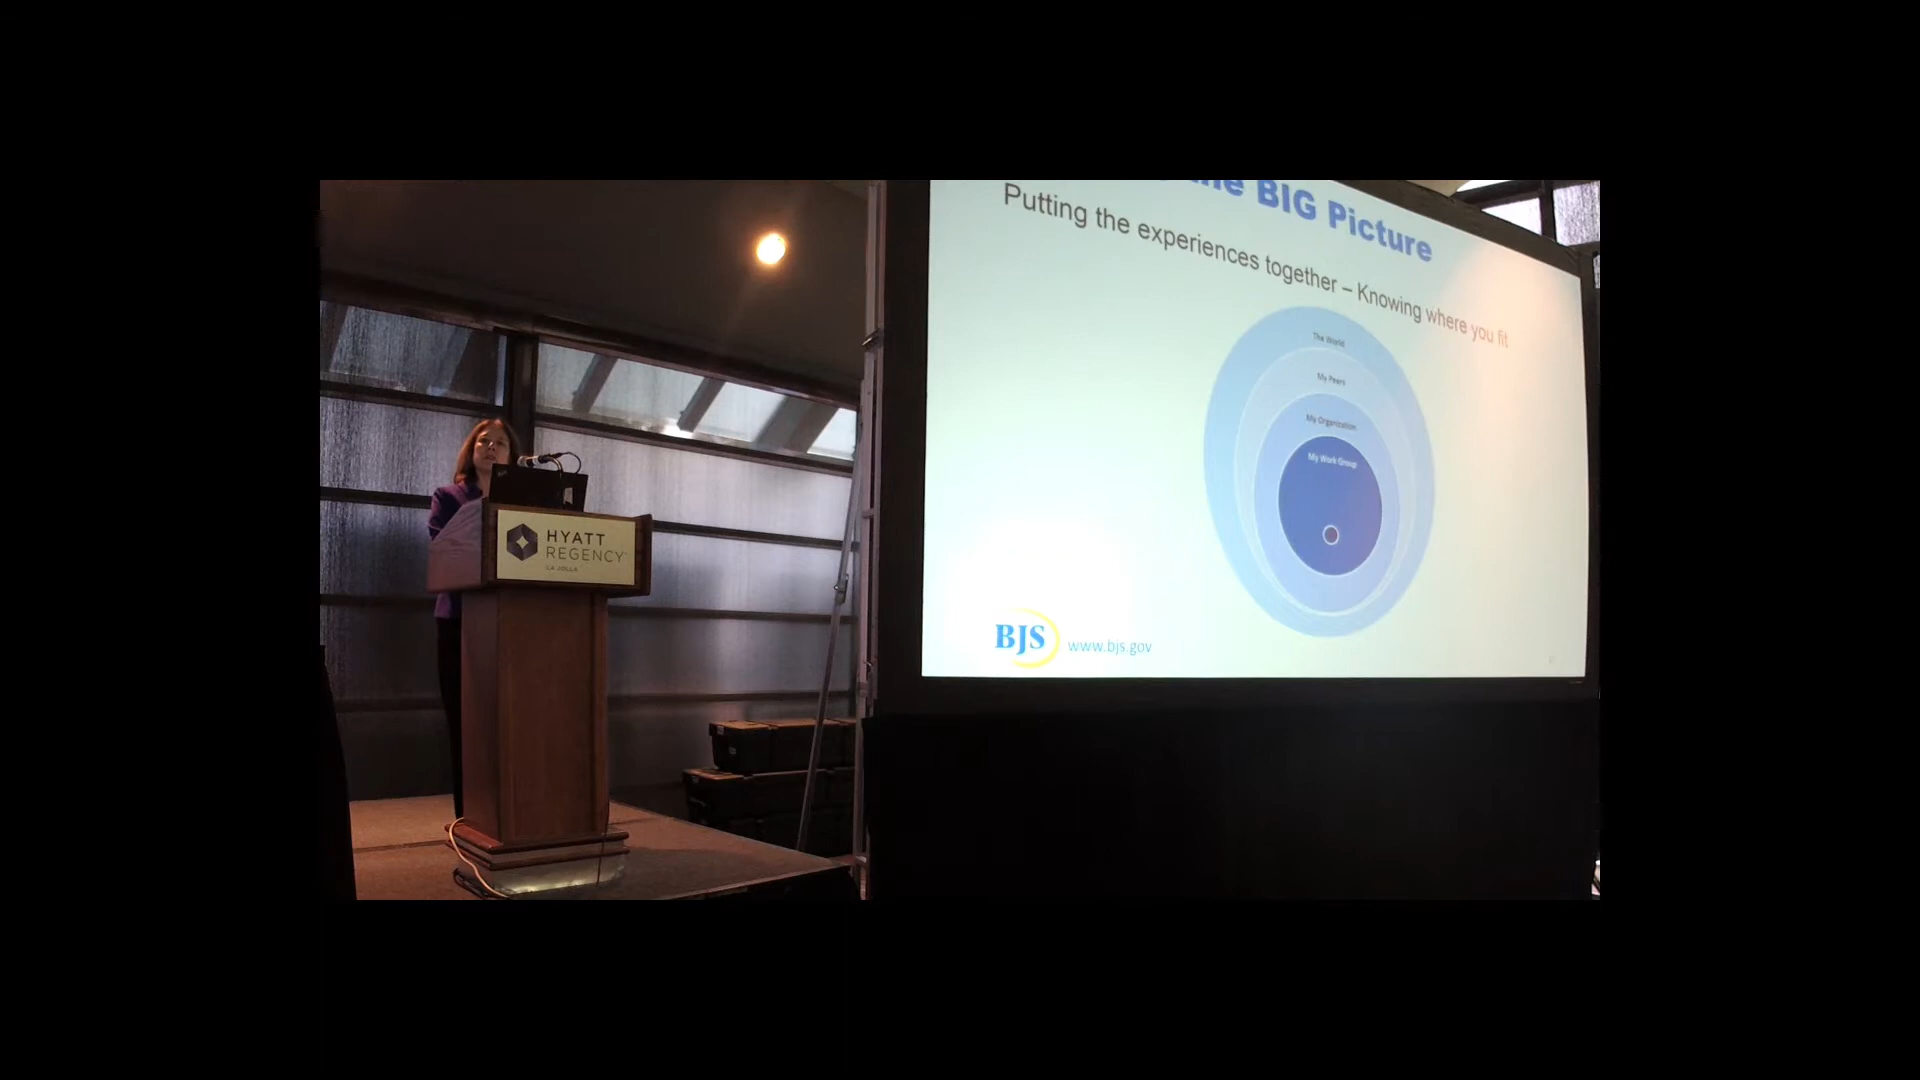 the BIG Picture
Putting the experiences together – Knowing where you fit
The World
My Peers
My Organization
My Work Group
HYATT
REGENCY
LA JOLLA
BJS www.bjs.gov